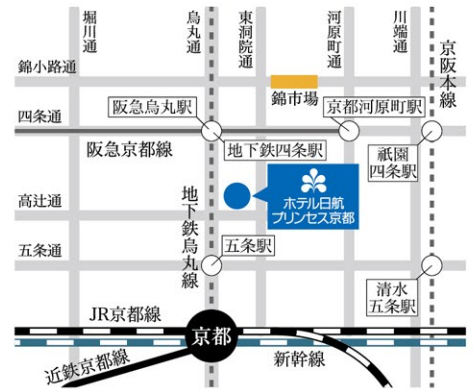 堀川通
烏丸通
東洞院通
河原町通
川端通
京阪本線
錦小路通
錦市場
四条通
阪急烏丸駅
京都河原町駅
阪急京都線
地下鉄四条駅
祇園
四条駅
ホテル日航
プリンセス京都
高辻通
地下鉄烏丸線
五条通
五条駅
清水
五条駅
JR京都線
京都
近鉄京都線
新幹線